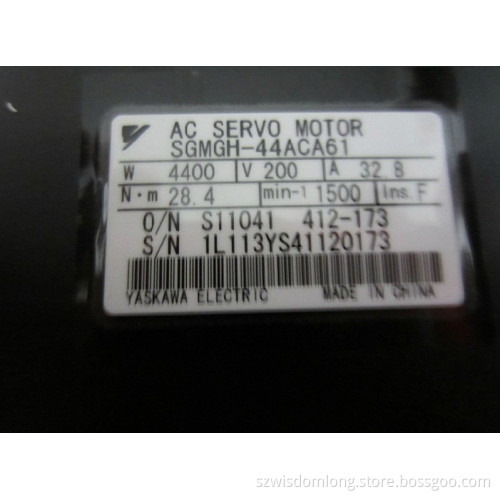 AC SERVO MOTOR
SGMGH-44ACA61
W 4400 V 200 A 32.8
N·m 28.4 min-1 1500 Ins. F
O/N S11041 412-173
S/N 1L113YS41120173
YASKAWA ELECTRIC MADE IN CHINA
szwisdomlong.store.bossgoo.com/